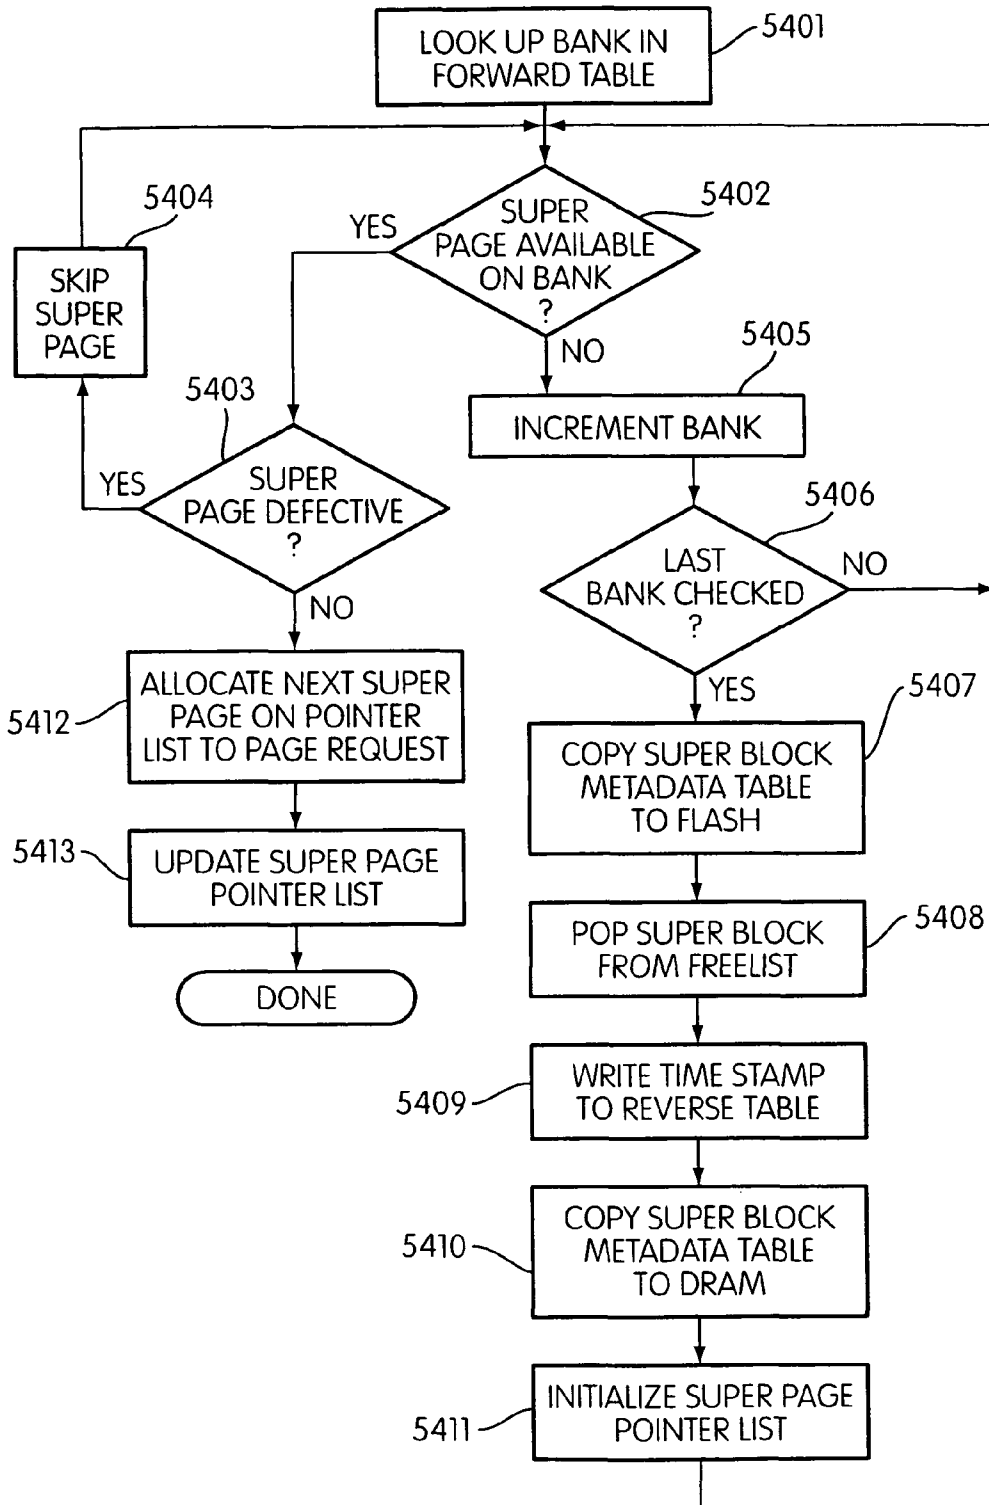 LOOK UP BANK IN
FORWARD TABLE
5401
5404
SKIP
SUPER
PAGE
YES
SUPER
PAGE AVAILABLE
ON BANK
?
5402
NO
5405
INCREMENT BANK
5403
YES
SUPER
PAGE DEFECTIVE
?
NO
5406
LAST
BANK CHECKED
?
NO
YES
5412
ALLOCATE NEXT SUPER
PAGE ON POINTER
LIST TO PAGE REQUEST
5407
COPY SUPER BLOCK
METADATA TABLE
TO FLASH
5413
UPDATE SUPER PAGE
POINTER LIST
DONE
5408
POP SUPER BLOCK
FROM FREELIST
5409
WRITE TIME STAMP
TO REVERSE TABLE
5410
COPY SUPER BLOCK
METADATA TABLE
TO DRAM
5411
INITIALIZE SUPER PAGE
POINTER LIST